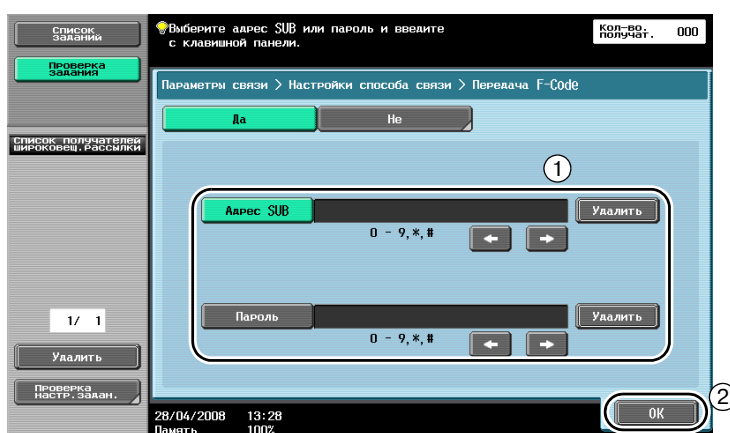 Список
заданий
Проверка
задания
Список получателей
широковещ.рассылки
1/ 1
Удалить
Проверка
настр.задан.
Выберите адрес SUB или пароль и введите
с клавишной панели.
Кол-во.
получат. 000
Параметры связи > Настройки способа связи > Передача F-Code
Да Не
①
Адрес SUB Удалить
0 - 9,*,# ← →
Пароль Удалить
0 - 9,*,# ← →
OK ②
28/04/2008 13:28
Память 100%